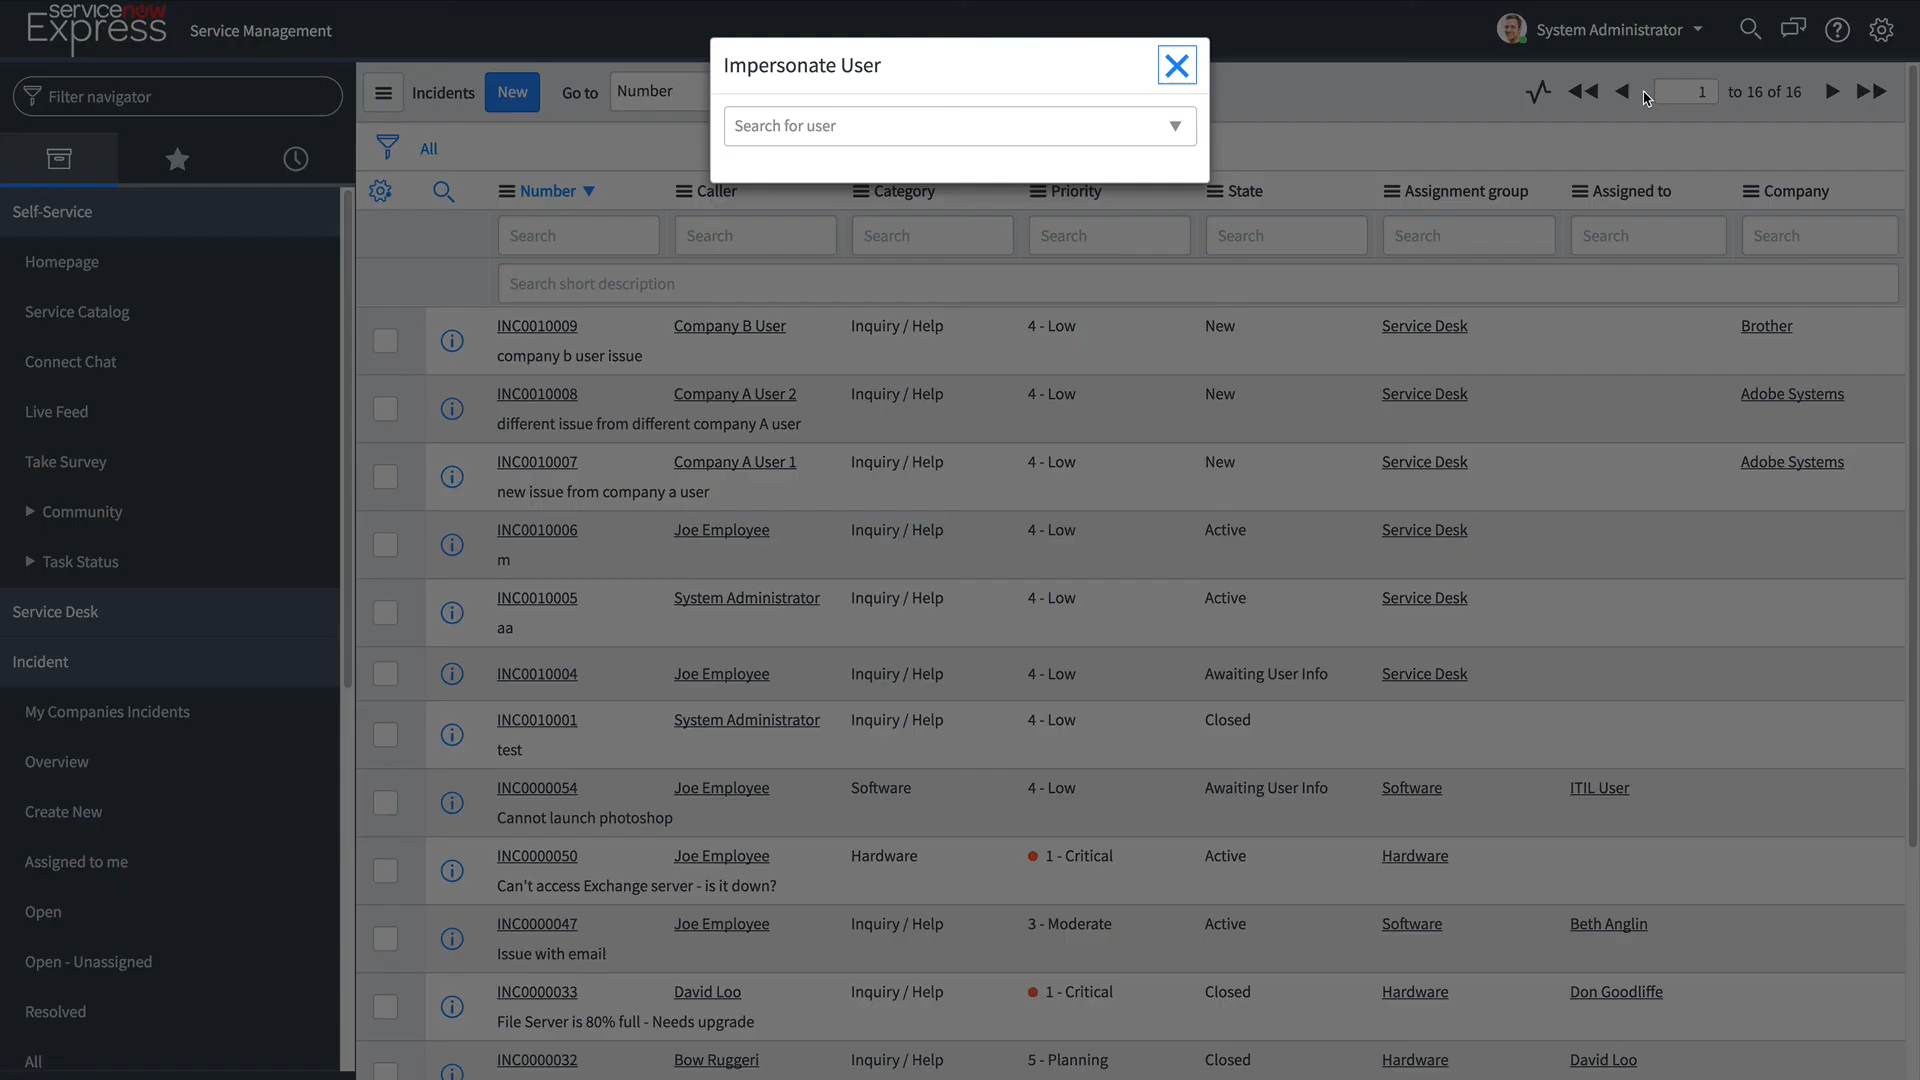 servicenow
Express
Service Management
System Administrator
Impersonate User
Search for user
Filter navigator
Incidents
New
Go to
Number
1
to 16 of 16
All
Number
Caller
Category
Priority
State
Assignment group
Assigned to
Company
Search
Search
Search
Search
Search
Search
Search
Search
Search short description
Self-Service
Homepage
Service Catalog
Connect Chat
Live Feed
Take Survey
Community
Task Status
Service Desk
Incident
My Companies Incidents
Overview
Create New
Assigned to me
Open
Open - Unassigned
Resolved
All
INC0010009 Company B User Inquiry / Help 4 - Low New Service Desk Brother
company b user issue
INC0010008 Company A User 2 Inquiry / Help 4 - Low New Service Desk Adobe Systems
different issue from different company A user
INC0010007 Company A User 1 Inquiry / Help 4 - Low New Service Desk Adobe Systems
new issue from company a user
INC0010006 Joe Employee Inquiry / Help 4 - Low Active Service Desk
m
INC0010005 System Administrator Inquiry / Help 4 - Low Active Service Desk
aa
INC0010004 Joe Employee Inquiry / Help 4 - Low Awaiting User Info Service Desk
INC0010001 System Administrator Inquiry / Help 4 - Low Closed
test
INC0000054 Joe Employee Software 4 - Low Awaiting User Info Software ITIL User
Cannot launch photoshop
INC0000050 Joe Employee Hardware 1 - Critical Active Hardware
Can't access Exchange server - is it down?
INC0000047 Joe Employee Inquiry / Help 3 - Moderate Active Software Beth Anglin
Issue with email
INC0000033 David Loo Inquiry / Help 1 - Critical Closed Hardware Don Goodliffe
File Server is 80% full - Needs upgrade
INC0000032 Bow Ruggeri Inquiry / Help 5 - Planning Closed Hardware David Loo